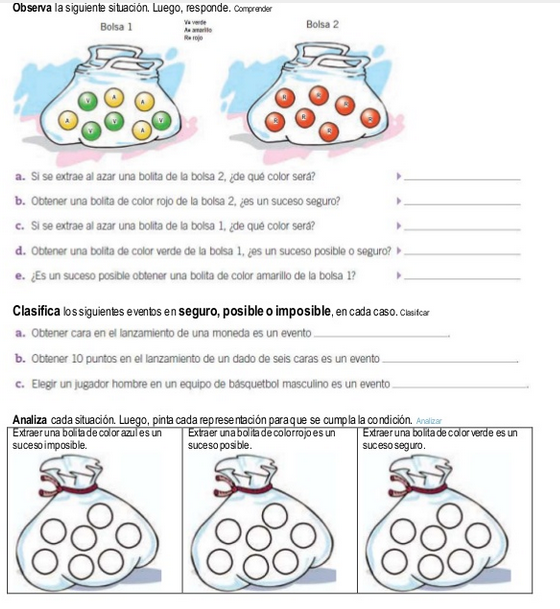 Observa la siguiente situación. Luego, responde. Comprender
Bolsa 1
V= verde
A= amarillo
R= rojo
Bolsa 2
V A A
A V V
V A
R R R
R R R
R
a. Si se extrae al azar una bolita de la bolsa 2, ¿de qué color será?
b. Obtener una bolita de color rojo de la bolsa 2, ¿es un suceso seguro?
c. Si se extrae al azar una bolita de la bolsa 1, ¿de qué color será?
d. Obtener una bolita de color verde de la bolsa 1, ¿es un suceso posible o seguro?
e. ¿Es un suceso posible obtener una bolita de color amarillo de la bolsa 1?
Clasifica los siguientes eventos en seguro, posible o imposible, en cada caso. Clasificar
a. Obtener cara en el lanzamiento de una moneda es un evento
b. Obtener 10 puntos en el lanzamiento de un dado de seis caras es un evento
c. Elegir un jugador hombre en un equipo de básquetbol masculino es un evento
Analiza cada situación. Luego, pinta cada representación para que se cumpla la condición. Analizar
Extraer una bolita de color azul es un
suceso imposible.
Extraer una bolita de color rojo es un
suceso posible.
Extraer una bolita de color verde es un
suceso seguro.